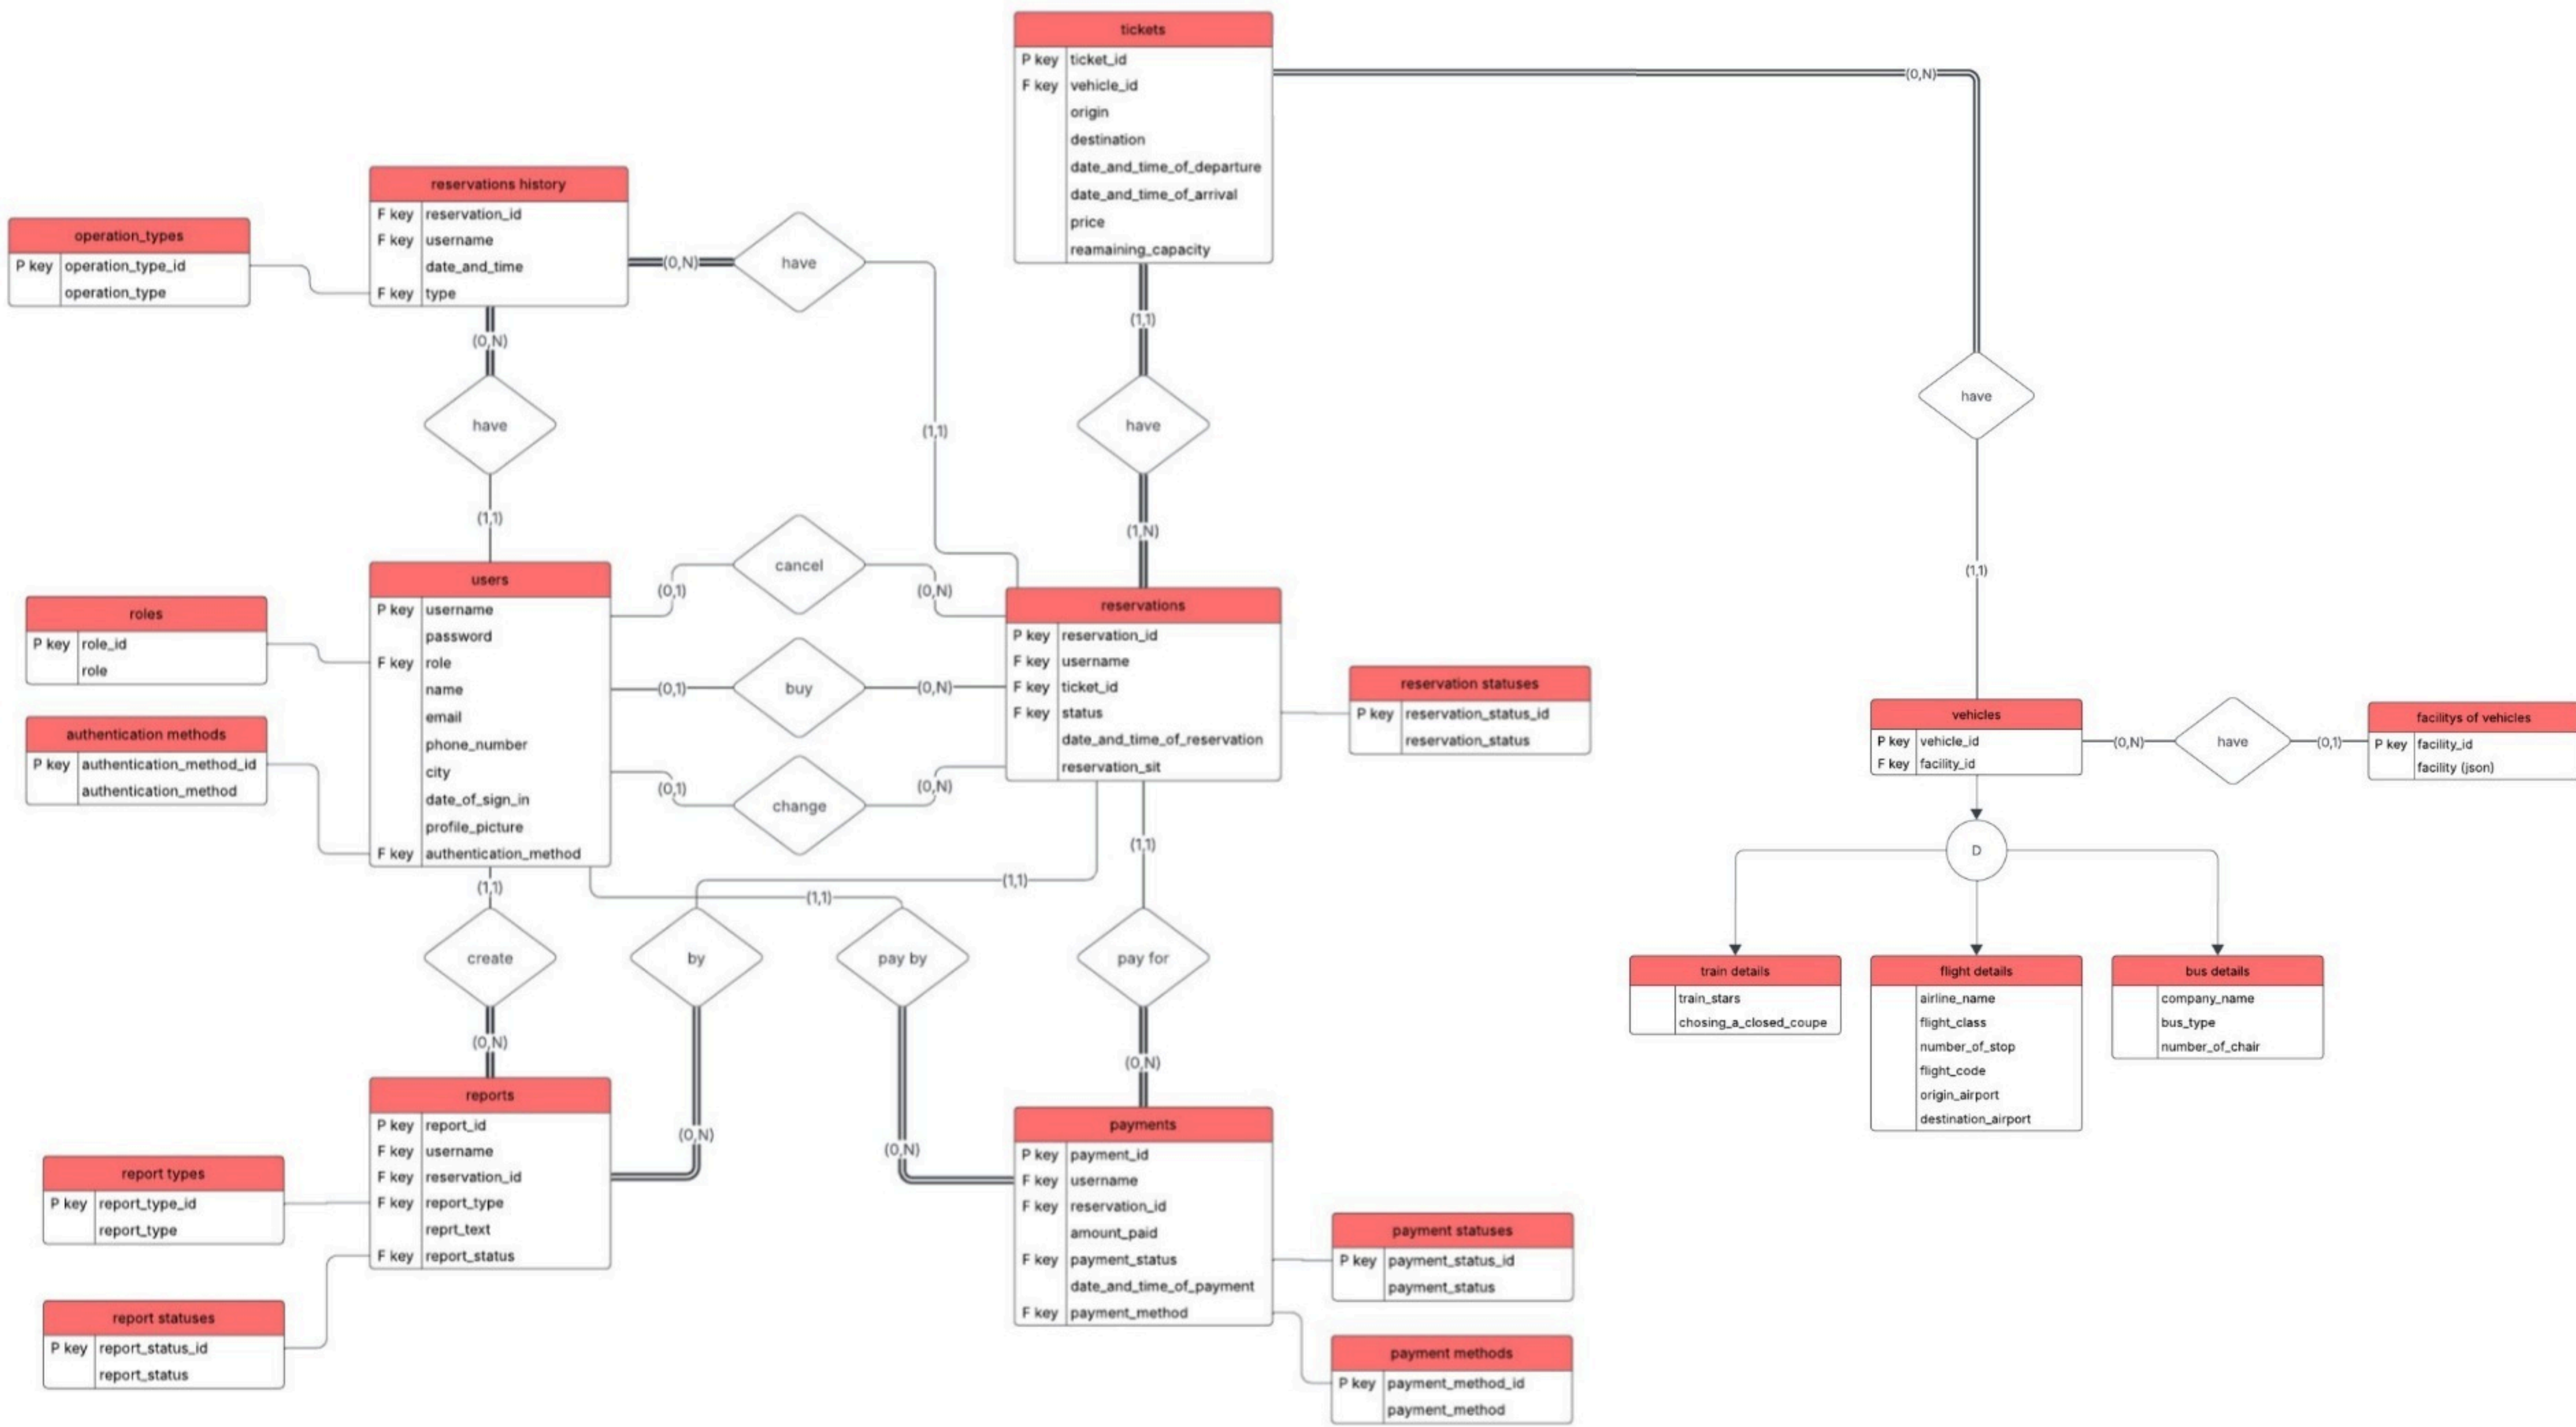 tickets
P key ticket_id
F key vehicle_id
origin
destination
date_and_time_of_departure
date_and_time_of_arrival
price
reamaining_capacity
(0,N)
have
(1,1)
(1,1)
have
(1,N)
reservations history
F key reservation_id
F key username
date_and_time
F key type
operation_types
P key operation_type_id
operation_type
(0,N)
have
(1,1)
(0,N)
have
(1,1)
users
P key username
password
F key role
name
email
phone_number
city
date_of_sign_in
profile_picture
F key authentication_method
roles
P key role_id
role
authentication methods
P key authentication_method_id
authentication_method
(0,1)
cancel
(0,N)
(0,1)
buy
(0,N)
(0,1)
change
(0,N)
reservations
P key reservation_id
F key username
F key ticket_id
F key status
date_and_time_of_reservation
reservation_sit
reservation statuses
P key reservation_status_id
reservation_status
vehicles
P key vehicle_id
F key facility_id
(0,N)
have
(0,1)
facilitys of vehicles
P key facility_id
facility (json)
D
train details
train_stars
chosing_a_closed_coupe
flight details
airline_name
flight_class
number_of_stop
flight_code
origin_airport
destination_airport
bus details
company_name
bus_type
number_of_chair
(1,1)
create
(0,N)
(1,1)
by
(0,N)
(1,1)
pay by
(0,N)
(1,1)
pay for
(0,N)
reports
P key report_id
F key username
F key reservation_id
F key report_type
reprt_text
F key report_status
report types
P key report_type_id
report_type
report statuses
P key report_status_id
report_status
payments
P key payment_id
F key username
F key reservation_id
amount_paid
F key payment_status
date_and_time_of_payment
F key payment_method
payment statuses
P key payment_status_id
payment_status
payment methods
P key payment_method_id
payment_method